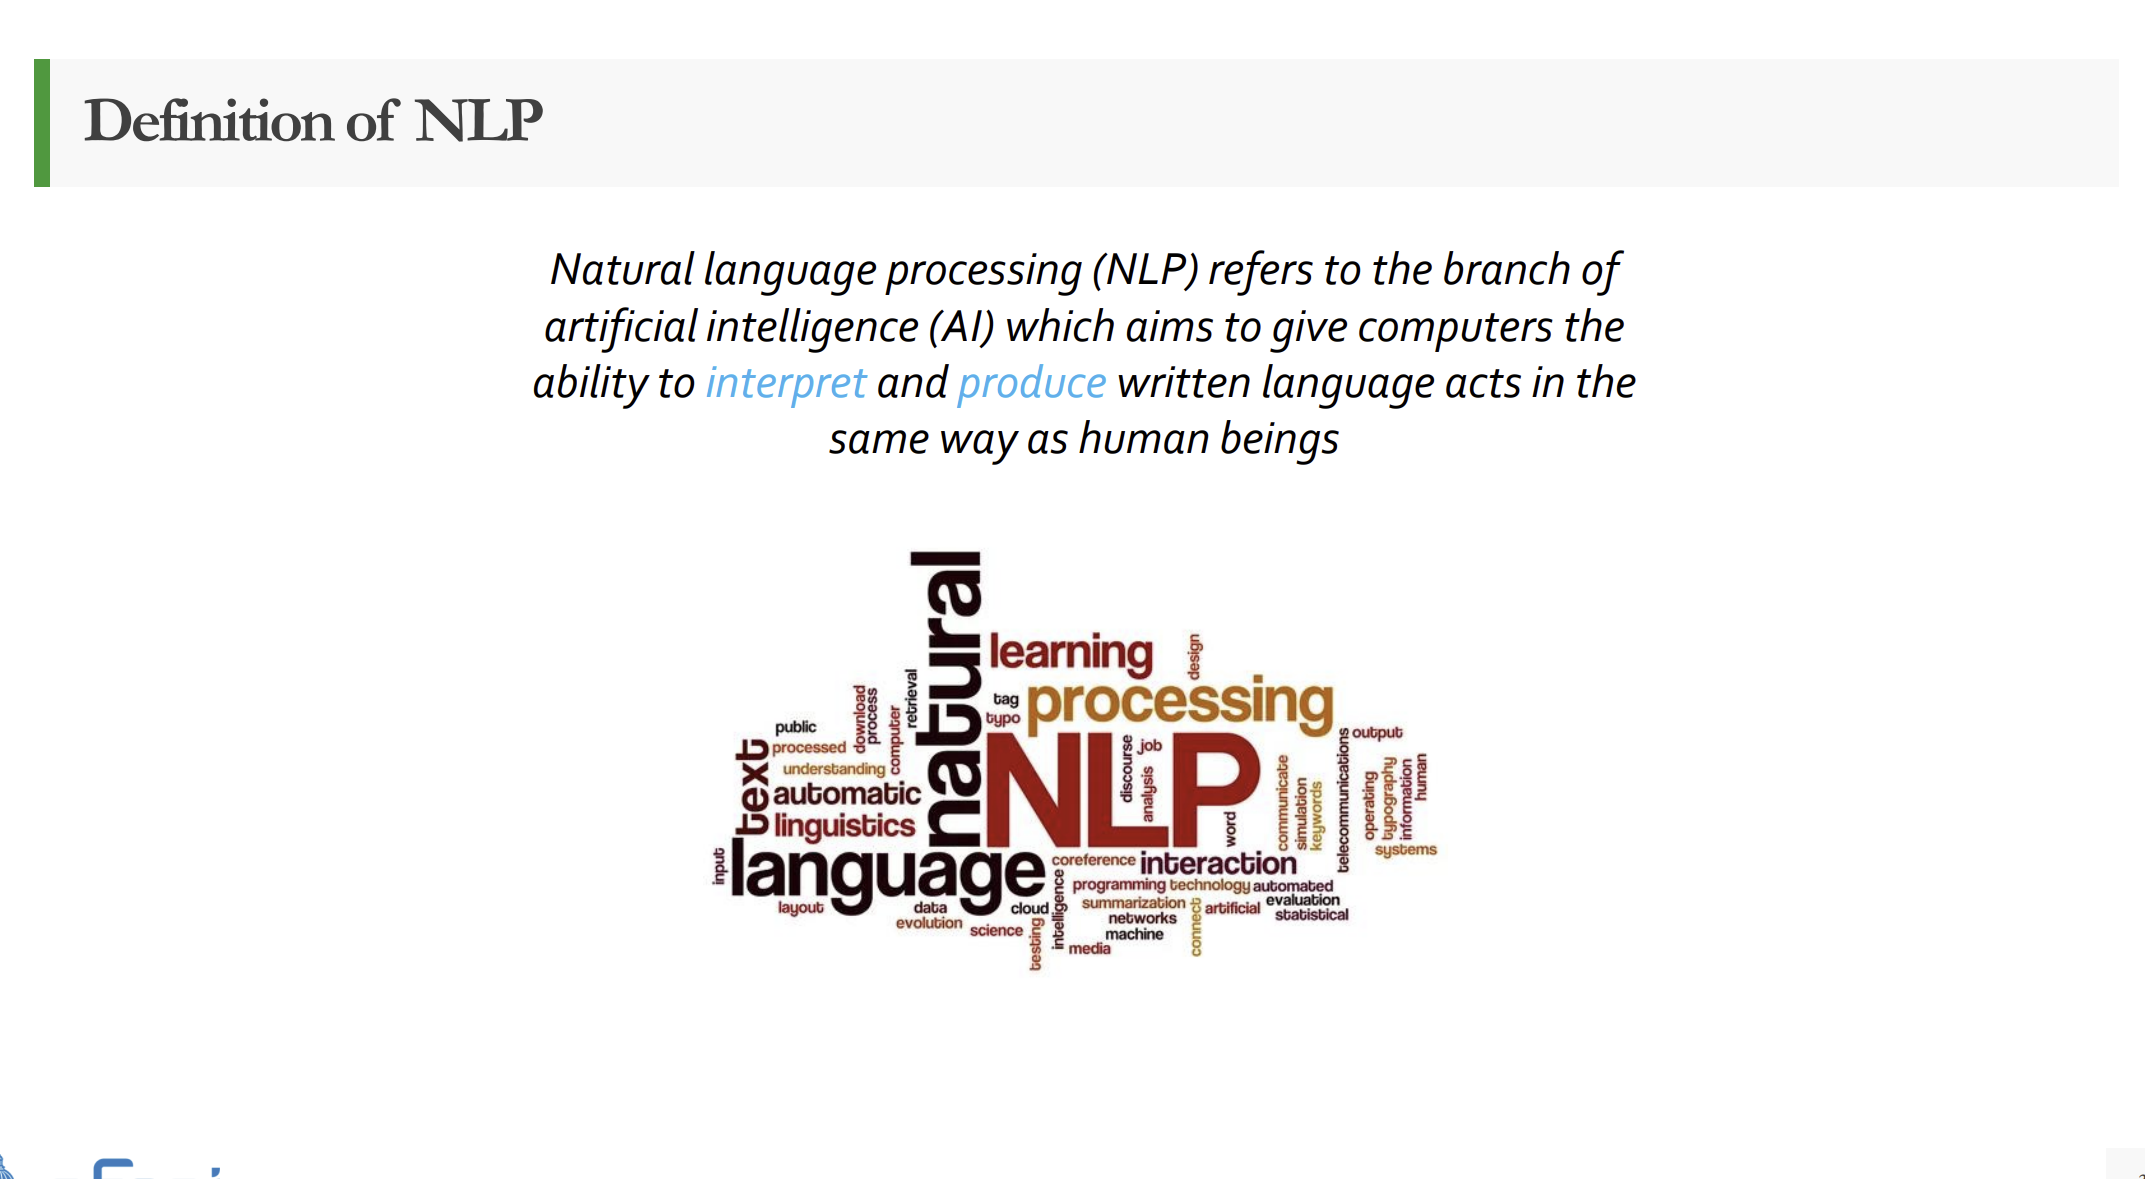 Definition of NLP
Natural language processing (NLP) refers to the branch of
artificial intelligence (AI) which aims to give computers the
ability to interpret and produce written language acts in the
same way as human beings
natural
learning
design
processing
tag
typo
retrieval
download
process
computer
public
processed
understanding
text
automatic
linguistics
NLP
discourse
job
analysis
word
communicate
simulation
keywords
telecommunications
output
operating
typography
information
human
systems
input
language
coreference
interaction
programming
technology
automated
layout
data
cloud
intelligence
summarization
artificial
evaluation
statistical
evolution
science
testing
networks
machine
connect
media